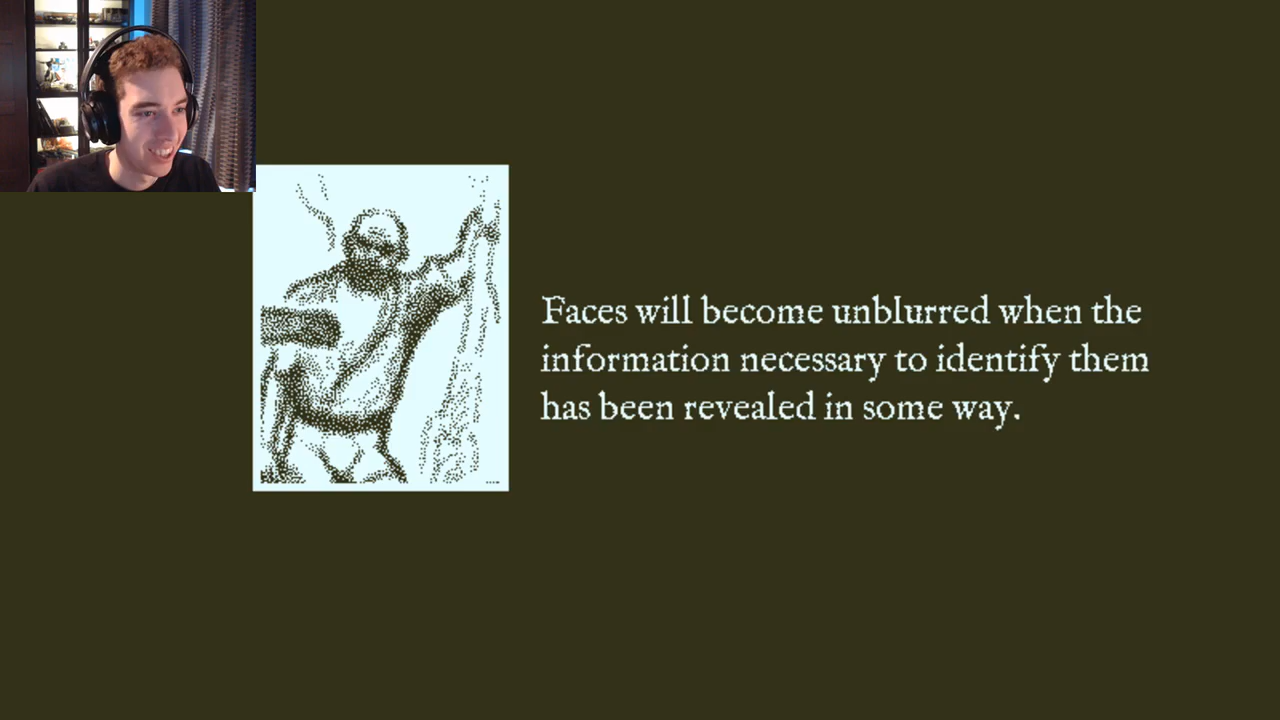 Faces will become unblurred when the
information necessary to identify them
has been revealed in some way.